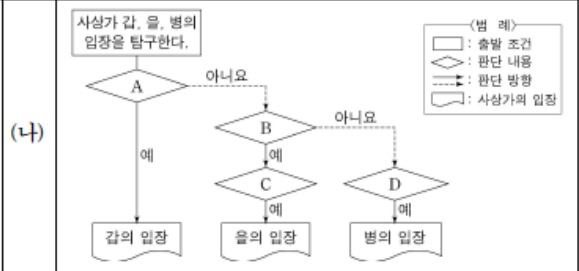 사상가 갑, 을, 병의
입장을 탐구한다.
〈범 례〉
: 출발 조건
: 판단 내용
: 판단 방향
: 사상가의 입장
A
아니요
B
아니요
(나)
예
예
C
D
예
예
갑의 입장
을의 입장
병의 입장